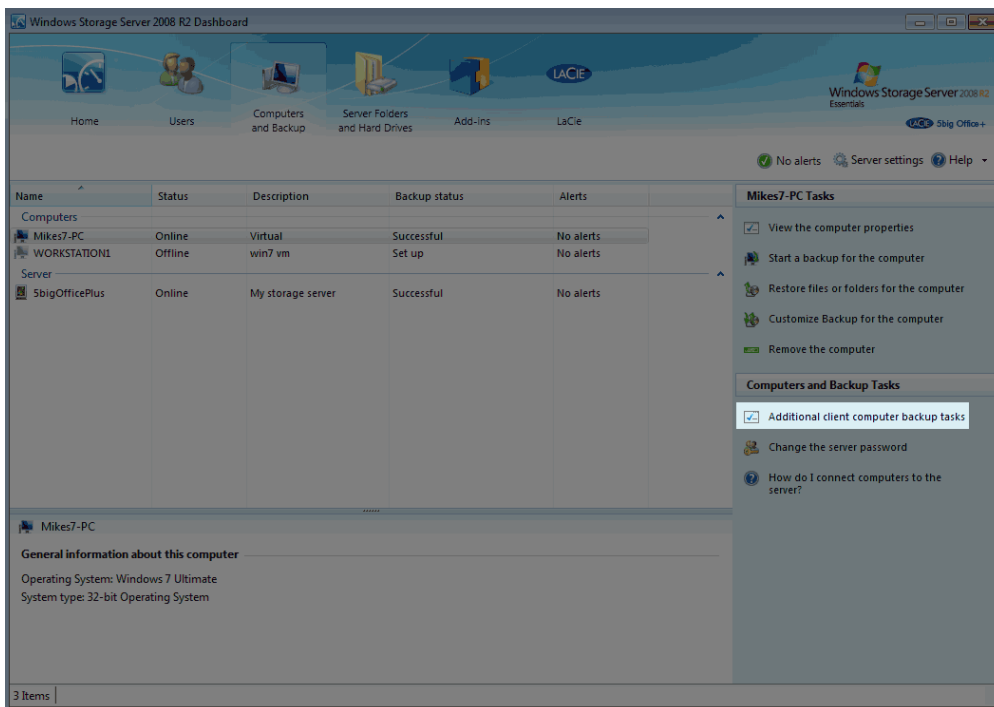 Windows Storage Server 2008 R2 Dashboard
Home
Users
Computers
and Backup
Server Folders
and Hard Drives
Add-ins
LACIE
LaCie
Windows Storage Server 2008 R2
Essentials
LACIE 5big Office+
No alerts Server settings Help
Name Status Description Backup status Alerts
Computers
Mikes7-PC Online Virtual Successful No alerts
WORKSTATION1 Offline win7 vm Set up No alerts
Server
5bigOfficePlus Online My storage server Successful No alerts
Mikes7-PC Tasks
View the computer properties
Start a backup for the computer
Restore files or folders for the computer
Customize Backup for the computer
Remove the computer
Computers and Backup Tasks
Additional client computer backup tasks
Change the server password
How do I connect computers to the
server?
Mikes7-PC
General information about this computer
Operating System: Windows 7 Ultimate
System type: 32-bit Operating System
3 Items